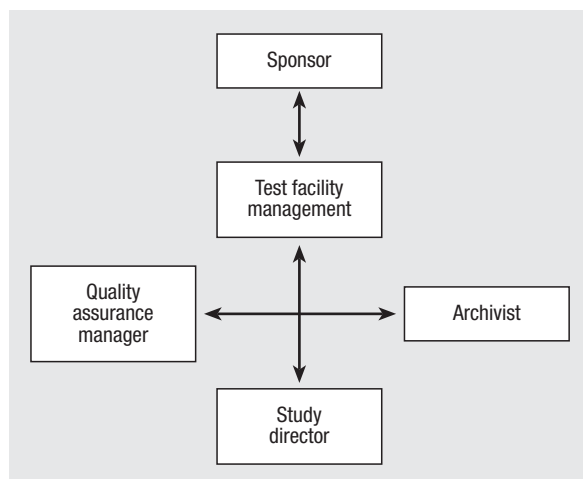 Sponsor
Test facility
management
Quality
assurance
manager
Archivist
Study
director